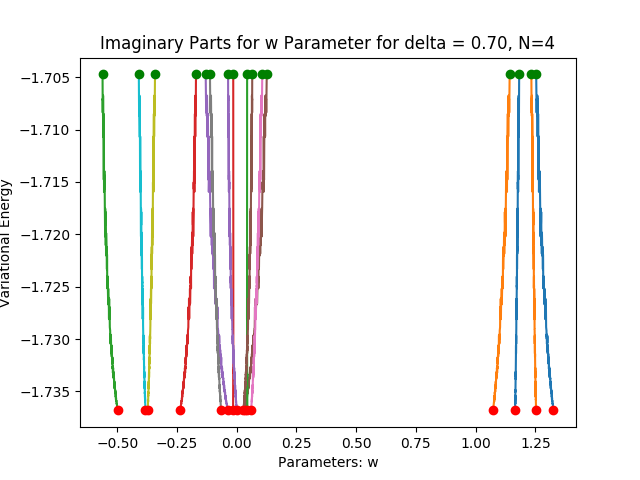 Imaginary Parts for w Parameter for delta = 0.70, N=4
Variational Energy
−1.705
−1.710
−1.715
−1.720
−1.725
−1.730
−1.735
−0.50 −0.25 0.00 0.25 0.50 0.75 1.00 1.25
Parameters: w